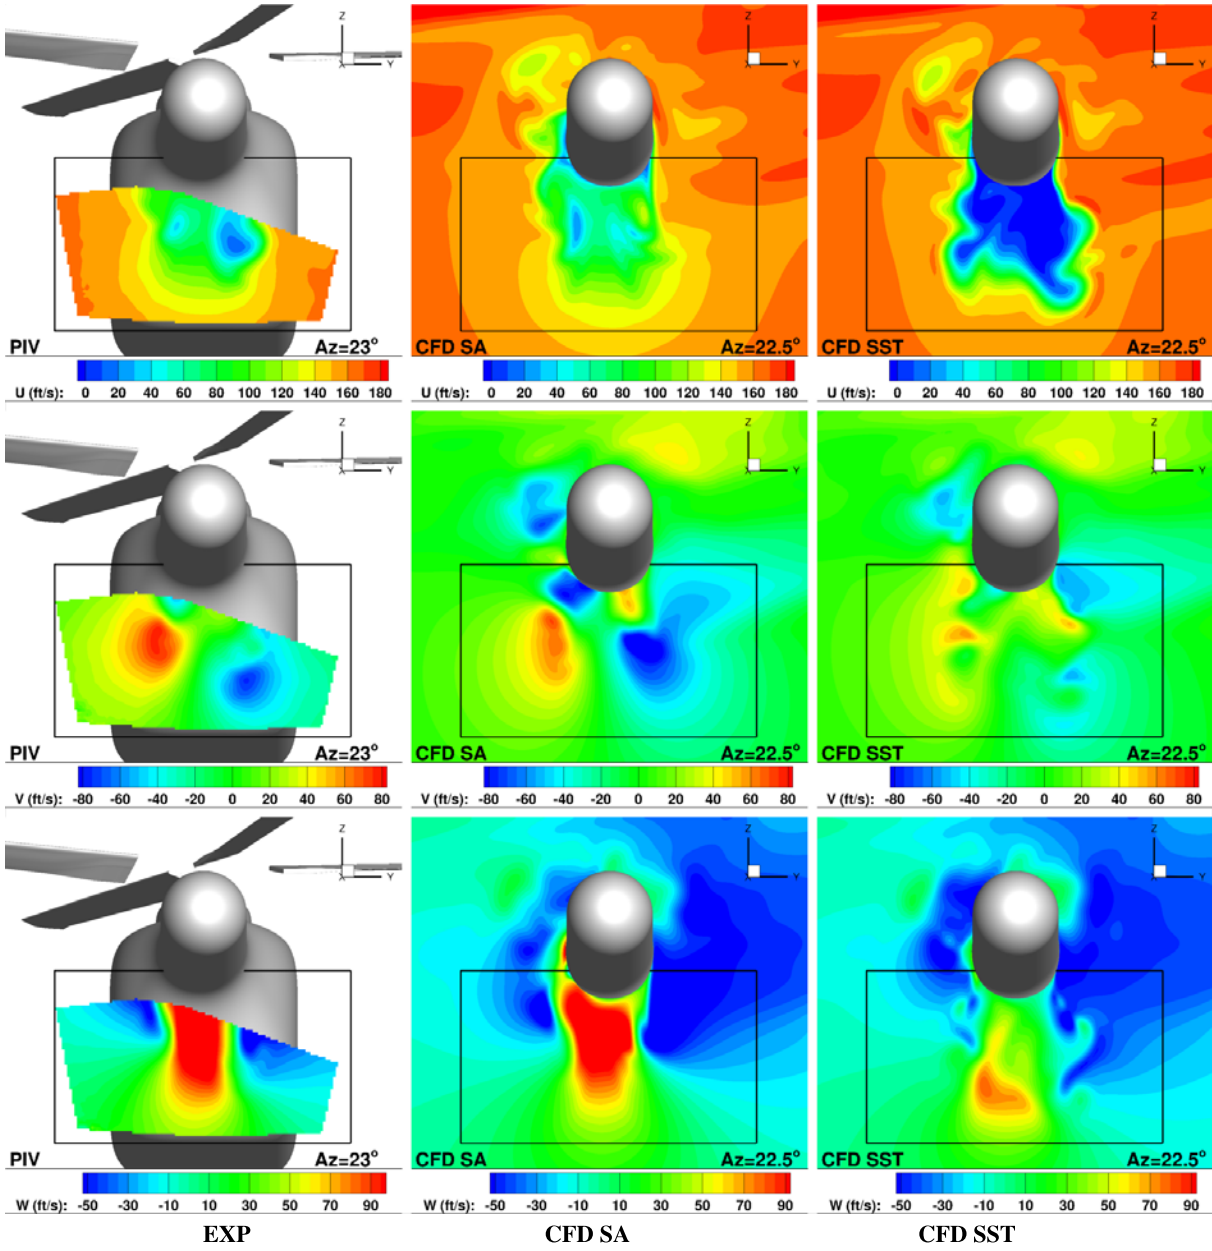 Z Z Z
X Y X Y X Y
PIV Az=23° CFD SA Az=22.5° CFD SST Az=22.5°
U (ft/s): 0 20 40 60 80 100 120 140 160 180 U (ft/s): 0 20 40 60 80 100 120 140 160 180 U (ft/s): 0 20 40 60 80 100 120 140 160 180
Z Z Z
X Y X Y X Y
PIV Az=23° CFD SA Az=22.5° CFD SST Az=22.5°
V (ft/s): -80 -60 -40 -20 0 20 40 60 80 V (ft/s): -80 -60 -40 -20 0 20 40 60 80 V (ft/s): -80 -60 -40 -20 0 20 40 60 80
Z Z Z
X Y X Y X Y
PIV Az=23° CFD SA Az=22.5° CFD SST Az=22.5°
W (ft/s): -50 -30 -10 10 30 50 70 90 W (ft/s): -50 -30 -10 10 30 50 70 90 W (ft/s): -50 -30 -10 10 30 50 70 90
EXP CFD SA CFD SST